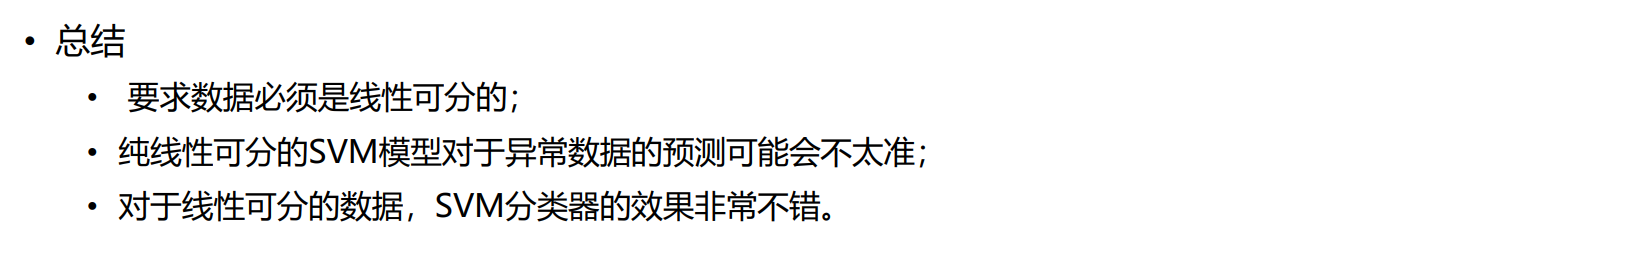 • 总结
• 要求数据必须是线性可分的；
• 纯线性可分的SVM模型对于异常数据的预测可能会不太准；
• 对于线性可分的数据，SVM分类器的效果非常不错。